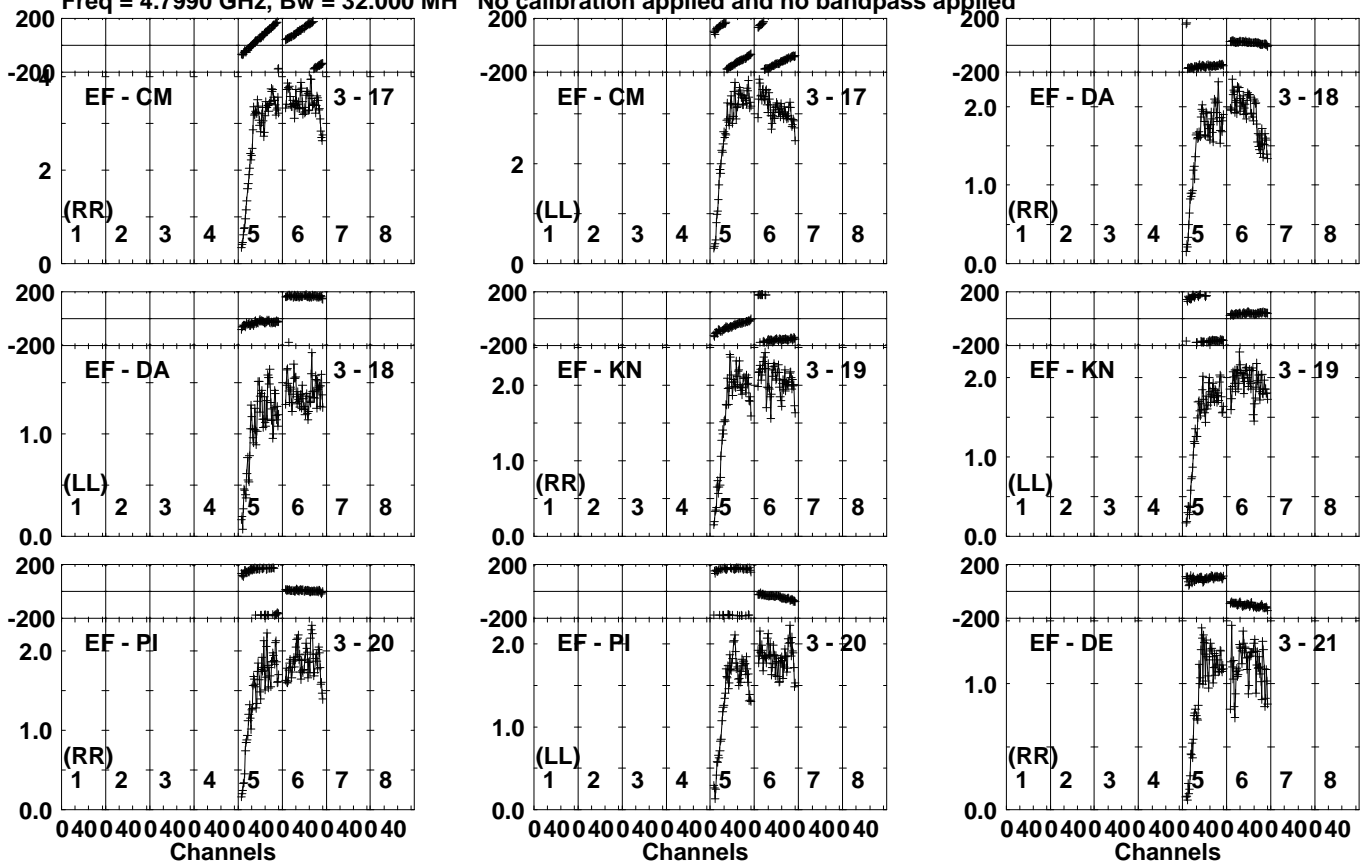 Freq = 4.7990 GHz, Bw = 32.000 MH No calibration applied and no bandpass applied
200 200 200
-200 -200 -200
4
EF - CM 3 - 17 EF - CM 3 - 17 EF - DA 3 - 18
2.0
2 2
1.0
(RR) (LL) (RR)
1 2 3 4 5 6 7 8 1 2 3 4 5 6 7 8 1 2 3 4 5 6 7 8
0 0 0.0
200 200 200
-200 -200 -200
EF - DA 3 - 18 EF - KN 3 - 19 EF - KN 3 - 19
2.0 2.0
1.0 1.0 1.0
(LL) (RR) (LL)
1 2 3 4 5 6 7 8 1 2 3 4 5 6 7 8 1 2 3 4 5 6 7 8
0.0 0.0 0.0
200 200 200
-200 -200 -200
EF - PI 3 - 20 EF - PI 3 - 20 EF - DE 3 - 21
2.0 2.0
1.0 1.0 1.0
(RR) (LL) (RR)
1 2 3 4 5 6 7 8 1 2 3 4 5 6 7 8 1 2 3 4 5 6 7 8
0.0 0.0 0.0
0 40 0 40 0 40 0 40 0 40 0 40 0 40 0 40 0 40 0 40 0 40 0 40 0 40 0 40 0 40 0 40 0 40 0 40 0 40 0 40 0 40 0 40 0 40 0 40
Channels Channels Channels